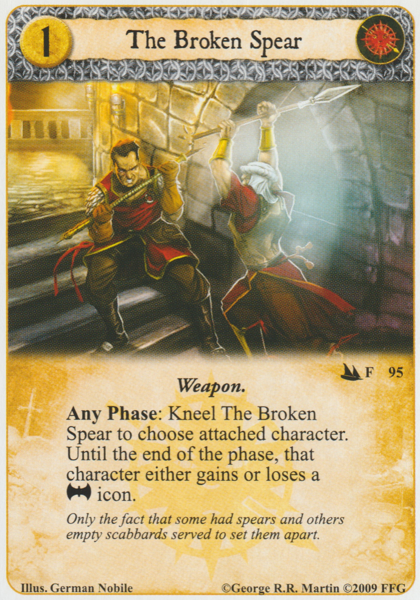 1
The Broken Spear
F 95
Weapon.
Any Phase: Kneel The Broken
Spear to choose attached character.
Until the end of the phase, that
character either gains or loses a
icon.
Only the fact that some had spears and others
empty scabbards served to set them apart.
Illus. German Nobile
©George R.R. Martin ©2009 FFG